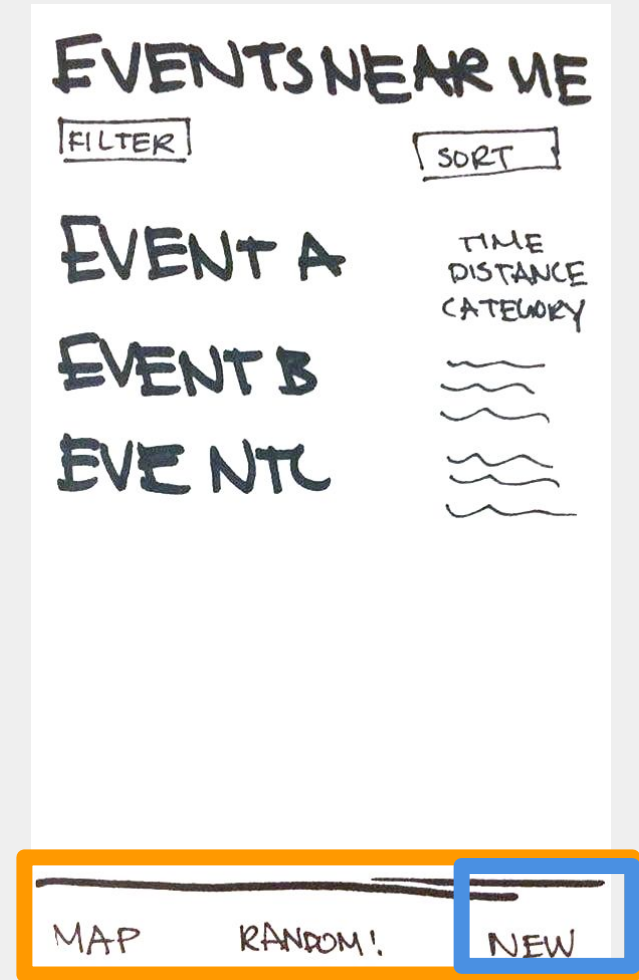 EVENTS NEAR ME
FILTER SORT
EVENT A
TIME
DISTANCE
CATEGORY
EVENT B
EVENT C
MAP RANDOM! NEW